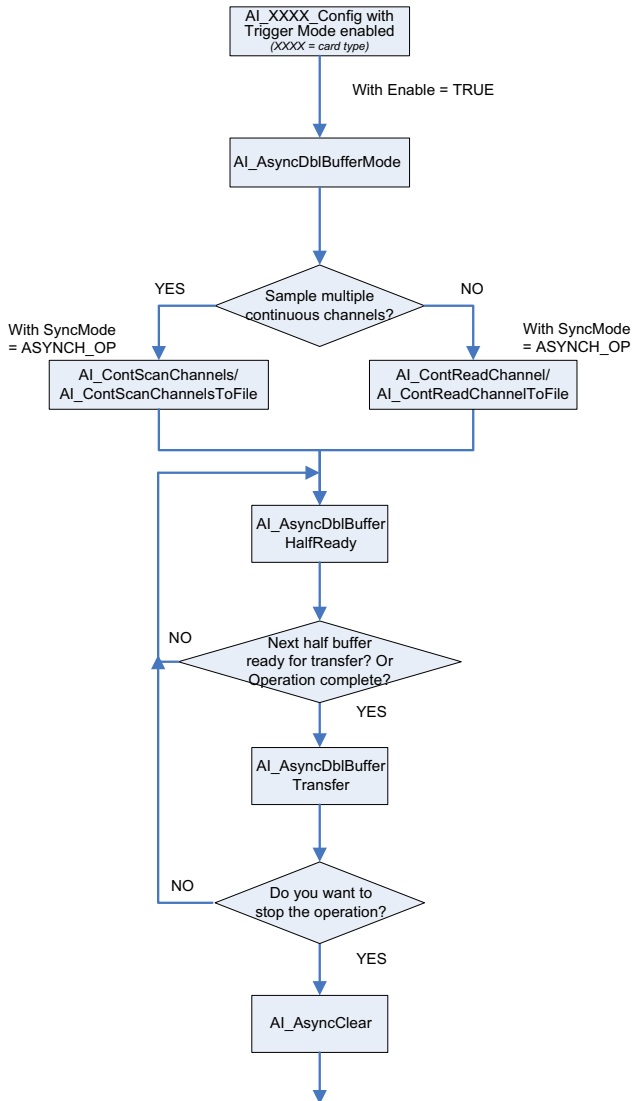 AI_XXXX_Config with
Trigger Mode enabled
(XXXX = card type)
With Enable = TRUE
AI_AsyncDblBufferMode
Sample multiple
continuous channels?
YES
NO
With SyncMode
= ASYNCH_OP
With SyncMode
= ASYNCH_OP
AI_ContScanChannels/
AI_ContScanChannelsToFile
AI_ContReadChannel/
AI_ContReadChannelToFile
AI_AsyncDblBuffer
HalfReady
Next half buffer
ready for transfer? Or
Operation complete?
NO
YES
AI_AsyncDblBuffer
Transfer
Do you want to
stop the operation?
NO
YES
AI_AsyncClear